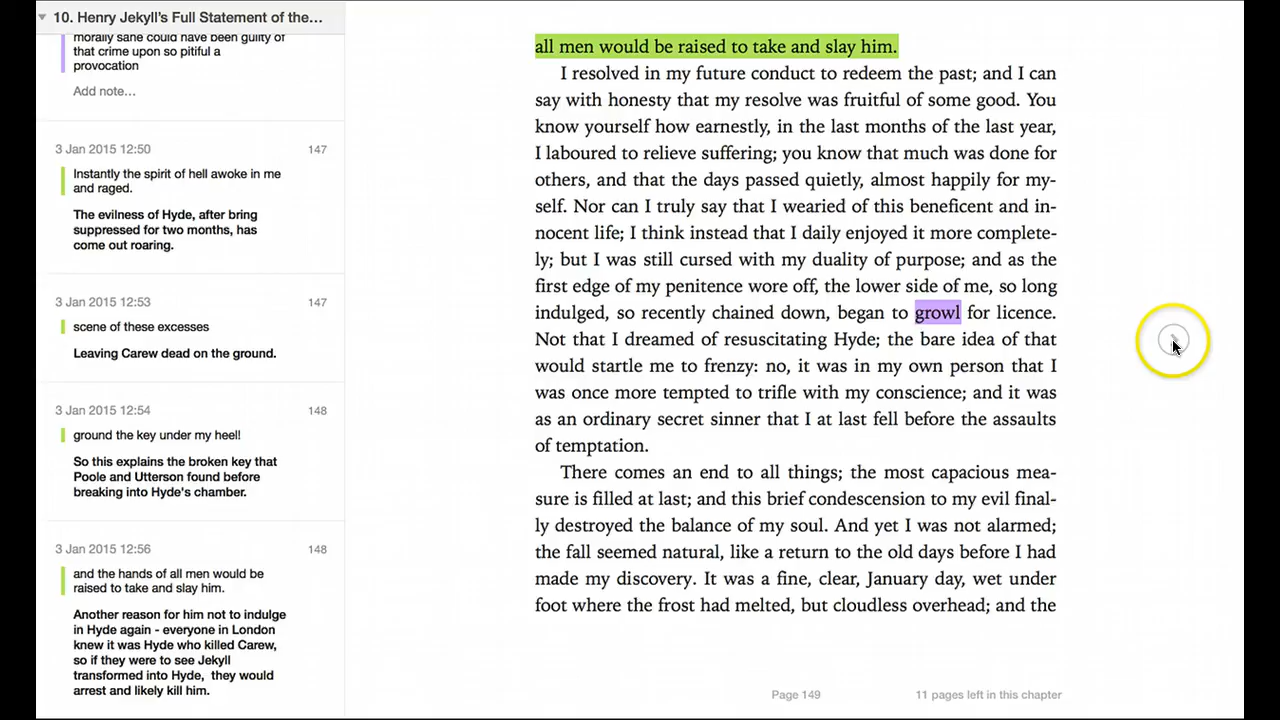 10. Henry Jekyll's Full Statement of the...
morally sane could have been guilty of
that crime upon so pitiful a
provocation
Add note...
3 Jan 2015 12:50 147
Instantly the spirit of hell awoke in me
and raged.
The evilness of Hyde, after bring
suppressed for two months, has
come out roaring.
3 Jan 2015 12:53 147
scene of these excesses
Leaving Carew dead on the ground.
3 Jan 2015 12:54 148
ground the key under my heel!
So this explains the broken key that
Poole and Utterson found before
breaking into Hyde's chamber.
3 Jan 2015 12:56 148
and the hands of all men would be
raised to take and slay him.
Another reason for him not to indulge
in Hyde again - everyone in London
knew it was Hyde who killed Carew,
so if they were to see Jekyll
transformed into Hyde, they would
arrest and likely kill him.
all men would be raised to take and slay him.
I resolved in my future conduct to redeem the past; and I can
say with honesty that my resolve was fruitful of some good. You
know yourself how earnestly, in the last months of the last year,
I laboured to relieve suffering; you know that much was done for
others, and that the days passed quietly, almost happily for my-
self. Nor can I truly say that I wearied of this beneficent and in-
nocent life; I think instead that I daily enjoyed it more complete-
ly; but I was still cursed with my duality of purpose; and as the
first edge of my penitence wore off, the lower side of me, so long
indulged, so recently chained down, began to growl for licence.
Not that I dreamed of resuscitating Hyde; the bare idea of that
would startle me to frenzy: no, it was in my own person that I
was once more tempted to trifle with my conscience; and it was
as an ordinary secret sinner that I at last fell before the assaults
of temptation.
There comes an end to all things; the most capacious mea-
sure is filled at last; and this brief condescension to my evil final-
ly destroyed the balance of my soul. And yet I was not alarmed;
the fall seemed natural, like a return to the old days before I had
made my discovery. It was a fine, clear, January day, wet under
foot where the frost had melted, but cloudless overhead; and the
Page 149 11 pages left in this chapter